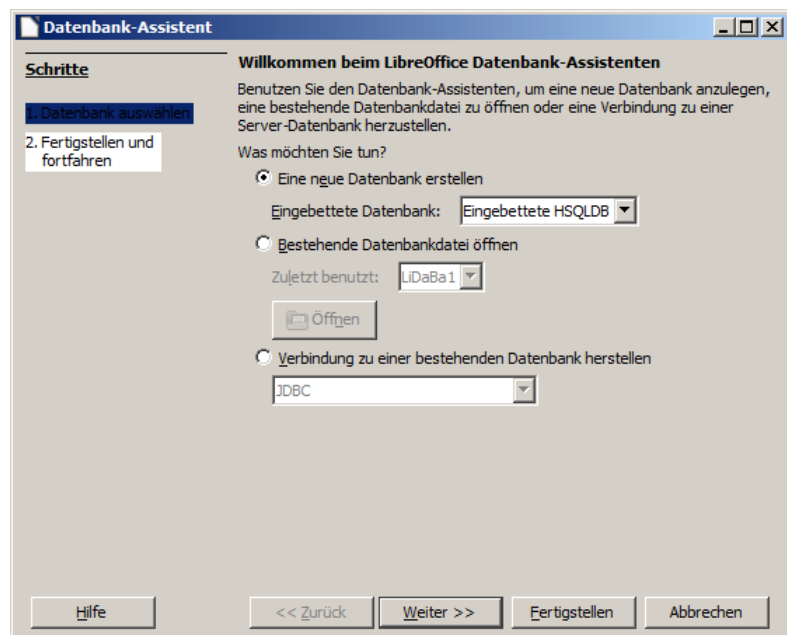 Datenbank-Assistent
Schritte
1. Datenbank auswählen
2. Fertigstellen und
fortfahren
Willkommen beim LibreOffice Datenbank-Assistenten
Benutzen Sie den Datenbank-Assistenten, um eine neue Datenbank anzulegen,
eine bestehende Datenbankdatei zu öffnen oder eine Verbindung zu einer
Server-Datenbank herzustellen.
Was möchten Sie tun?
Eine neue Datenbank erstellen
Eingebettete Datenbank: Eingebettete HSQLDB
Bestehende Datenbankdatei öffnen
Zuletzt benutzt: LiDaBa1
Öffnen
Verbindung zu einer bestehenden Datenbank herstellen
JDBC
Hilfe << Zurück Weiter >> Fertigstellen Abbrechen